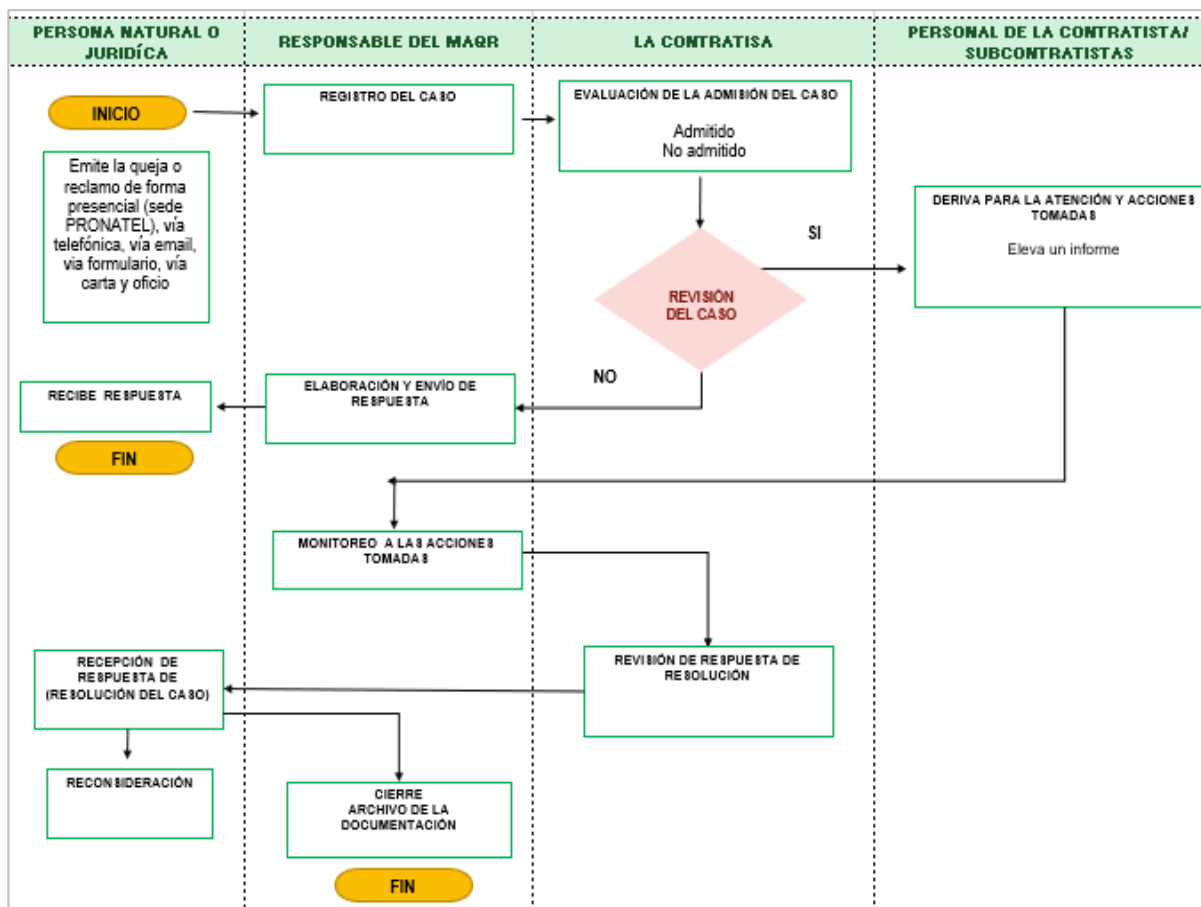 PERSONA NATURAL O
JURIDÍCA
RESPONSABLE DEL MAQR
LA CONTRATISA
PERSONAL DE LA CONTRATISTA/
SUBCONTRATISTAS
INICIO
REGISTRO DEL CASO
EVALUACIÓN DE LA ADMISIÓN DEL CASO
Admitido
No admitido
Emite la queja o
reclamo de forma
presencial (sede
PRONATEL), vía
telefónica, vía email,
via formulario, vía
carta y oficio
DERIVA PARA LA ATENCIÓN Y ACCIONES
TOMADAS
Eleva un informe
SI
REVISIÓN
DEL CASO
NO
ELABORACIÓN Y ENVÍO DE
RESPUESTA
RECIBE RESPUESTA
FIN
MONITOREO A LAS ACCIONES
TOMADAS
REVISIÓN DE RESPUESTA DE
RESOLUCIÓN
RECEPCIÓN DE
RESPUESTA DE
(RESOLUCIÓN DEL CASO)
RECONSIDERACIÓN
CIERRE
ARCHIVO DE LA
DOCUMENTACIÓN
FIN